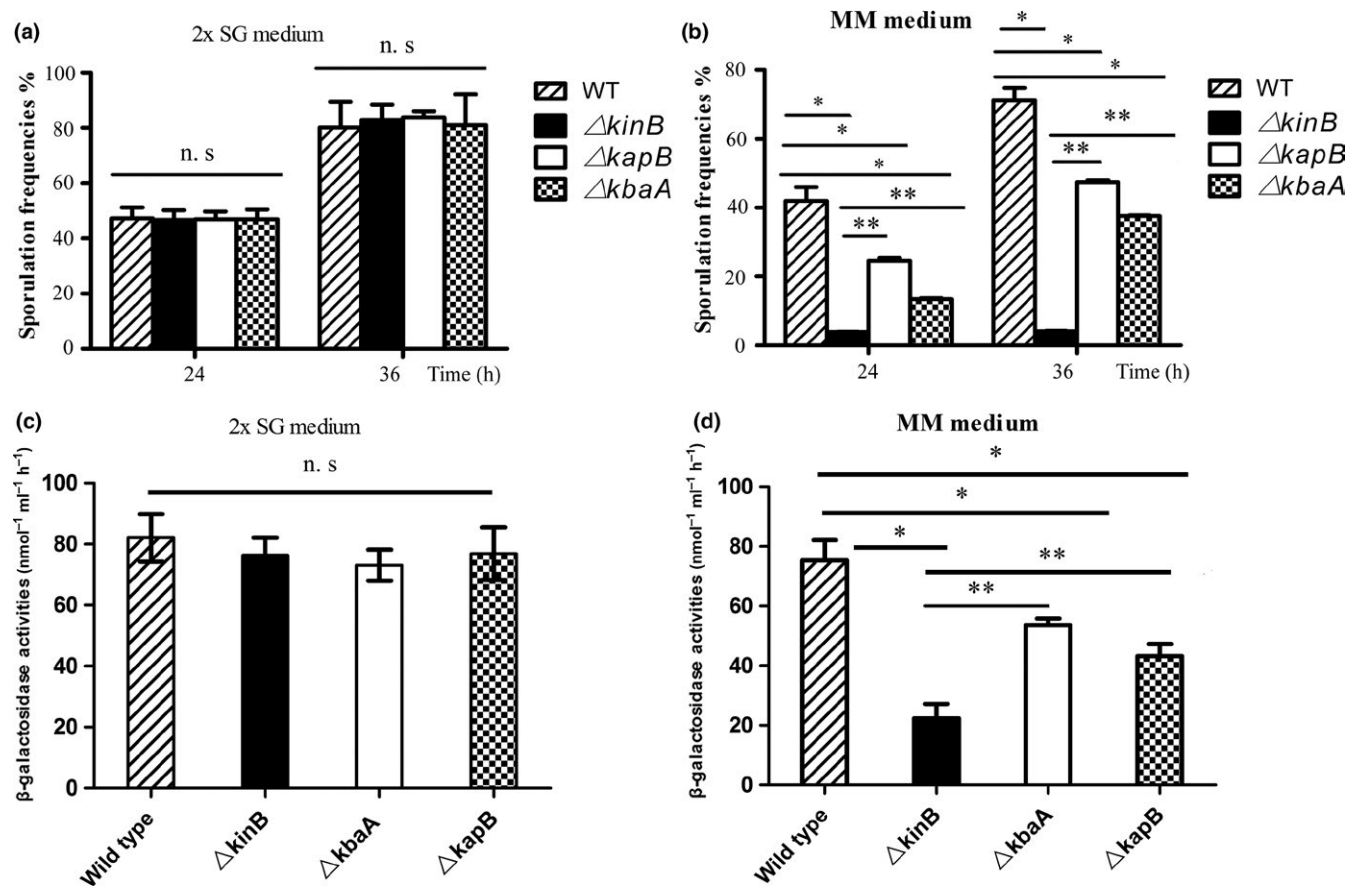 (a)
2x SG medium
n. s
n. s
Sporulation frequencies %
100
80
60
40
20
0
24
36
Time (h)
WT
△kinB
△kapB
△kbaA
(b)
MM medium
*
*
*
*
*
*
**
**
**
**
Sporulation frequencies %
80
60
40
20
0
24
36
Time (h)
WT
△kinB
△kapB
△kbaA
(c)
2x SG medium
n. s
β-galactosidase activities (nmol⁻¹ ml⁻¹ h⁻¹)
100
80
60
40
20
0
Wild type
△kinB
△kbaA
△kapB
(d)
MM medium
*
*
*
**
**
β-galactosidase activities (nmol⁻¹ ml⁻¹ h⁻¹)
100
80
60
40
20
0
Wild type
△kinB
△kbaA
△kapB